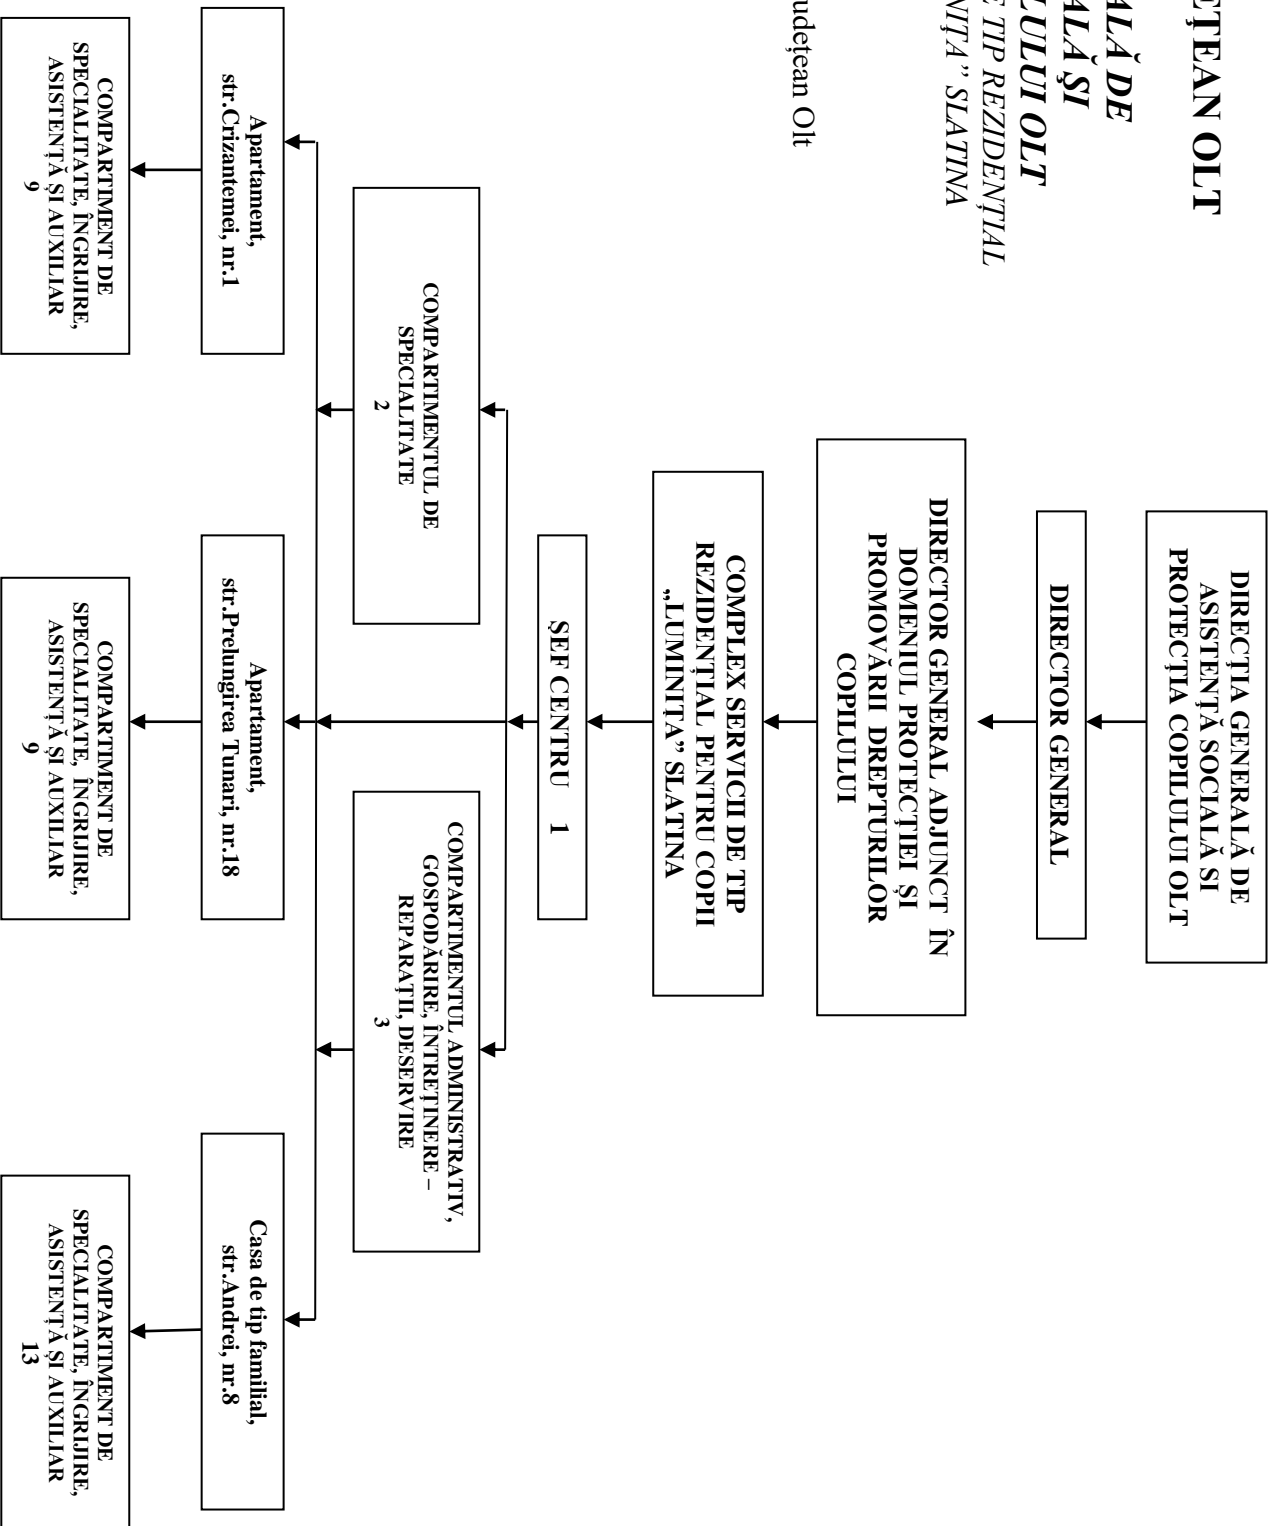 EȚEAN OLT
ALĂ DE
ALĂ ȘI
LULUI OLT
E TIP REZIDENȚIAL
NIȚA” SLATINA
udețean Olt
DIRECȚIA GENERALĂ DE
ASISTENȚĂ SOCIALĂ SI
PROTECȚIA COPILULUI OLT
DIRECTOR GENERAL
DIRECTOR GENERAL ADJUNCT ÎN
DOMENIUL PROTECȚIEI ȘI
PROMOVĂRII DREPTURILOR
COPILULUI
COMPLEX SERVICII DE TIP
REZIDENȚIAL PENTRU COPII
„LUMINIȚA” SLATINA
ȘEF CENTRU 1
COMPARTIMENTUL DE
SPECIALITATE
2
COMPARTIMENTUL ADMINISTRATIV,
GOSPODĂRIRE, ÎNTREȚINERE –
REPARAȚII, DESERVIRE
3
Apartament,
str.Crizantemei, nr.1
Apartament,
str.Prelungirea Tunari, nr.18
Casa de tip familial,
str.Andrei, nr.8
COMPARTIMENT DE
SPECIALITATE, ÎNGRIJIRE,
ASISTENȚĂ ȘI AUXILIAR
9
COMPARTIMENT DE
SPECIALITATE, ÎNGRIJIRE,
ASISTENȚĂ ȘI AUXILIAR
9
COMPARTIMENT DE
SPECIALITATE, ÎNGRIJIRE,
ASISTENȚĂ ȘI AUXILIAR
13